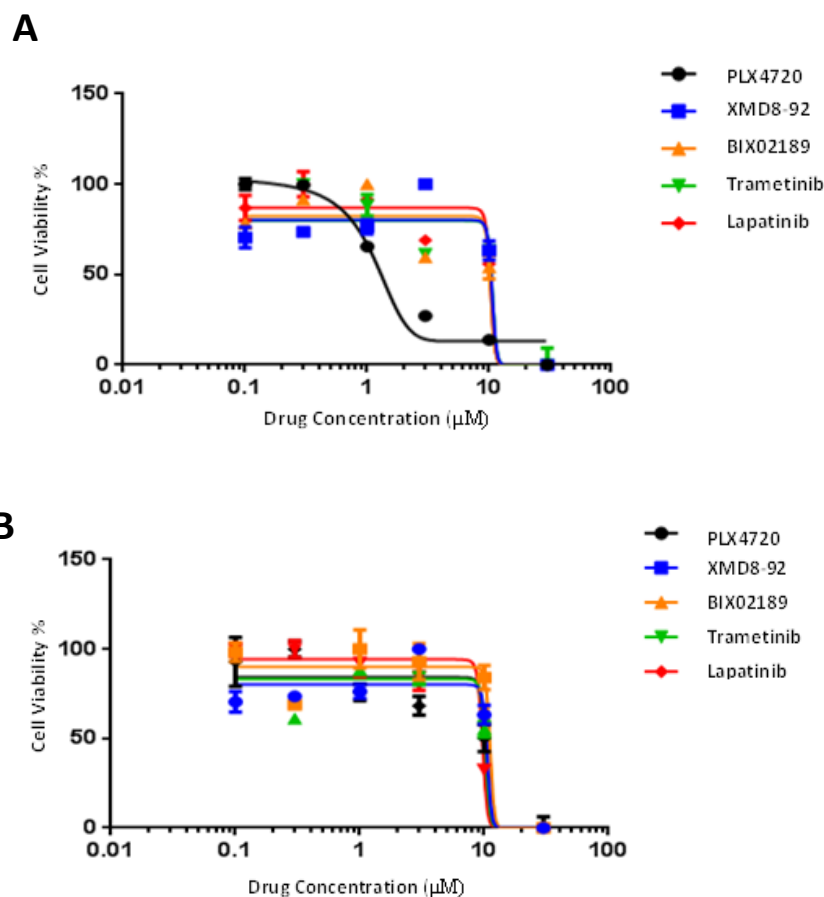 A
PLX4720
XMD8-92
BIX02189
Trametinib
Lapatinib
150
100
50
0
Cell Viability %
0.01 0.1 1 10 100
Drug Concentration (µM)
B
PLX4720
XMD8-92
BIX02189
Trametinib
Lapatinib
150
100
50
0
Cell Viability %
0.01 0.1 1 10 100
Drug Concentration (µM)